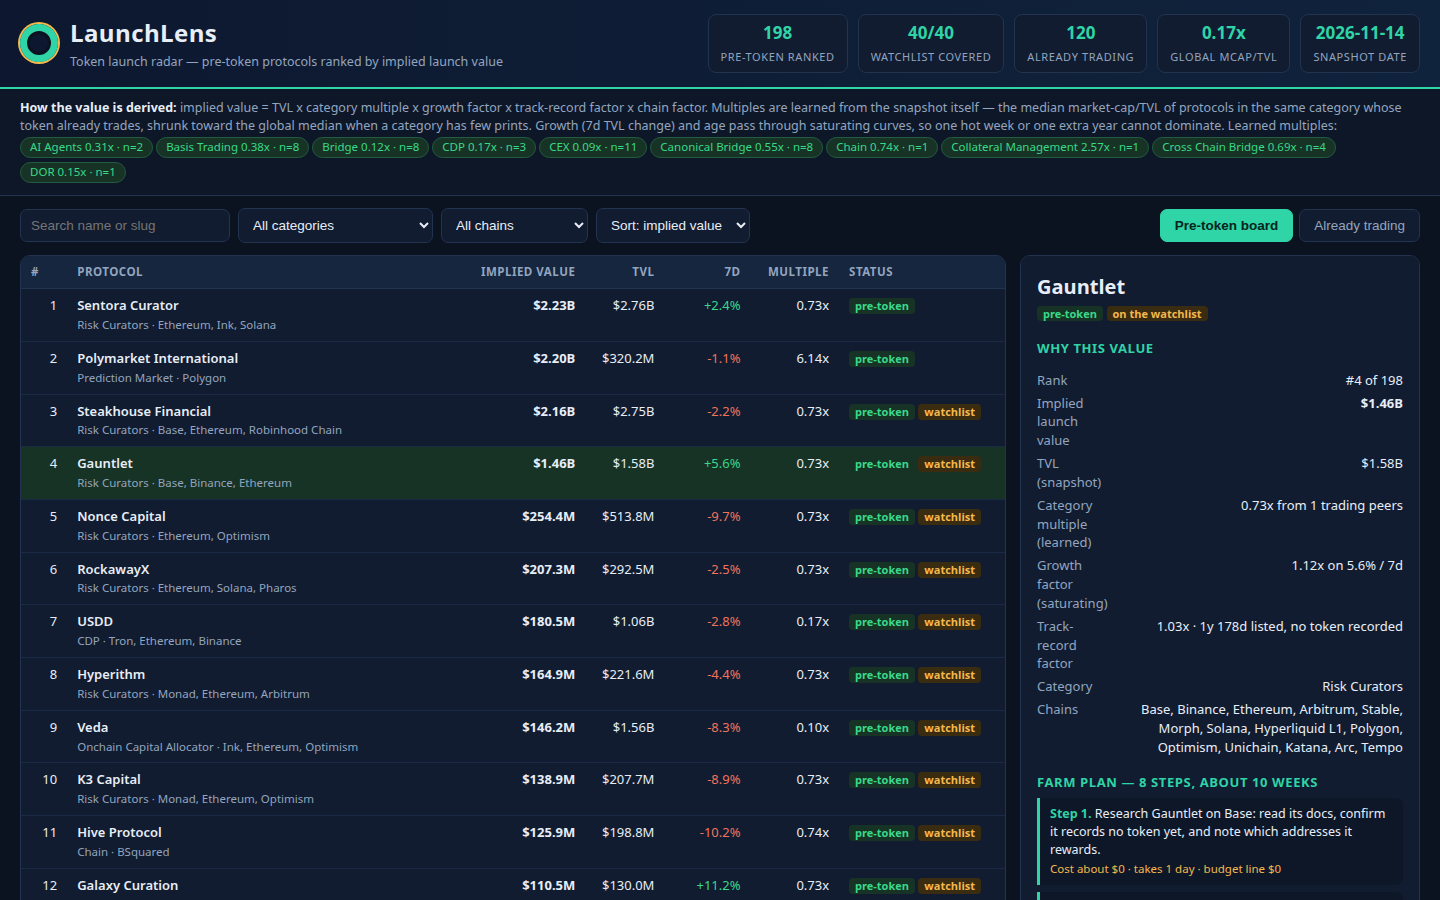 LaunchLens
Token launch radar — pre-token protocols ranked by implied launch value
198
PRE-TOKEN RANKED
40/40
WATCHLIST COVERED
120
ALREADY TRADING
0.17x
GLOBAL MCAP/TVL
2026-11-14
SNAPSHOT DATE
How the value is derived: implied value = TVL x category multiple x growth factor x track-record factor x chain factor. Multiples are learned from the snapshot itself — the median market-cap/TVL of protocols in the same category whose
token already trades, shrunk toward the global median when a category has few prints. Growth (7d TVL change) and age pass through saturating curves, so one hot week or one extra year cannot dominate. Learned multiples:
AI Agents 0.31x · n=2 Basis Trading 0.38x · n=8 Bridge 0.12x · n=8 CDP 0.17x · n=3 CEX 0.09x · n=11 Canonical Bridge 0.55x · n=8 Chain 0.74x · n=1 Collateral Management 2.57x · n=1 Cross Chain Bridge 0.69x · n=4
DOR 0.15x · n=1
Search name or slug All categories All chains Sort: implied value Pre-token board Already trading
# PROTOCOL IMPLIED VALUE TVL 7D MULTIPLE STATUS
1 Sentora Curator $2.23B $2.76B +2.4% 0.73x pre-token
Risk Curators · Ethereum, Ink, Solana
2 Polymarket International $2.20B $320.2M -1.1% 6.14x pre-token
Prediction Market · Polygon
3 Steakhouse Financial $2.16B $2.75B -2.2% 0.73x pre-token watchlist
Risk Curators · Base, Ethereum, Robinhood Chain
4 Gauntlet $1.46B $1.58B +5.6% 0.73x pre-token watchlist
Risk Curators · Base, Binance, Ethereum
5 Nonce Capital $254.4M $513.8M -9.7% 0.73x pre-token watchlist
Risk Curators · Ethereum, Optimism
6 RockawayX $207.3M $292.5M -2.5% 0.73x pre-token watchlist
Risk Curators · Ethereum, Solana, Pharos
7 USDD $180.5M $1.06B -2.8% 0.17x pre-token watchlist
CDP · Tron, Ethereum, Binance
8 Hyperithm $164.9M $221.6M -4.4% 0.73x pre-token watchlist
Risk Curators · Monad, Ethereum, Arbitrum
9 Veda $146.2M $1.56B -8.3% 0.10x pre-token watchlist
Onchain Capital Allocator · Ink, Ethereum, Optimism
10 K3 Capital $138.9M $207.7M -8.9% 0.73x pre-token watchlist
Risk Curators · Monad, Ethereum, Optimism
11 Hive Protocol $125.9M $198.8M -10.2% 0.74x pre-token watchlist
Chain · BSquared
12 Galaxy Curation $110.5M $130.0M +11.2% 0.73x pre-token watchlist
Gauntlet
pre-token on the watchlist
WHY THIS VALUE
Rank #4 of 198
Implied launch value $1.46B
TVL (snapshot) $1.58B
Category multiple (learned) 0.73x from 1 trading peers
Growth factor (saturating) 1.12x on 5.6% / 7d
Track-record factor 1.03x · 1y 178d listed, no token recorded
Category Risk Curators
Chains Base, Binance, Ethereum, Arbitrum, Stable,
Morph, Solana, Hyperliquid L1, Polygon,
Optimism, Unichain, Katana, Arc, Tempo
FARM PLAN — 8 STEPS, ABOUT 10 WEEKS
Step 1. Research Gauntlet on Base: read its docs, confirm
it records no token yet, and note which addresses it
rewards.
Cost about $0 · takes 1 day · budget line $0